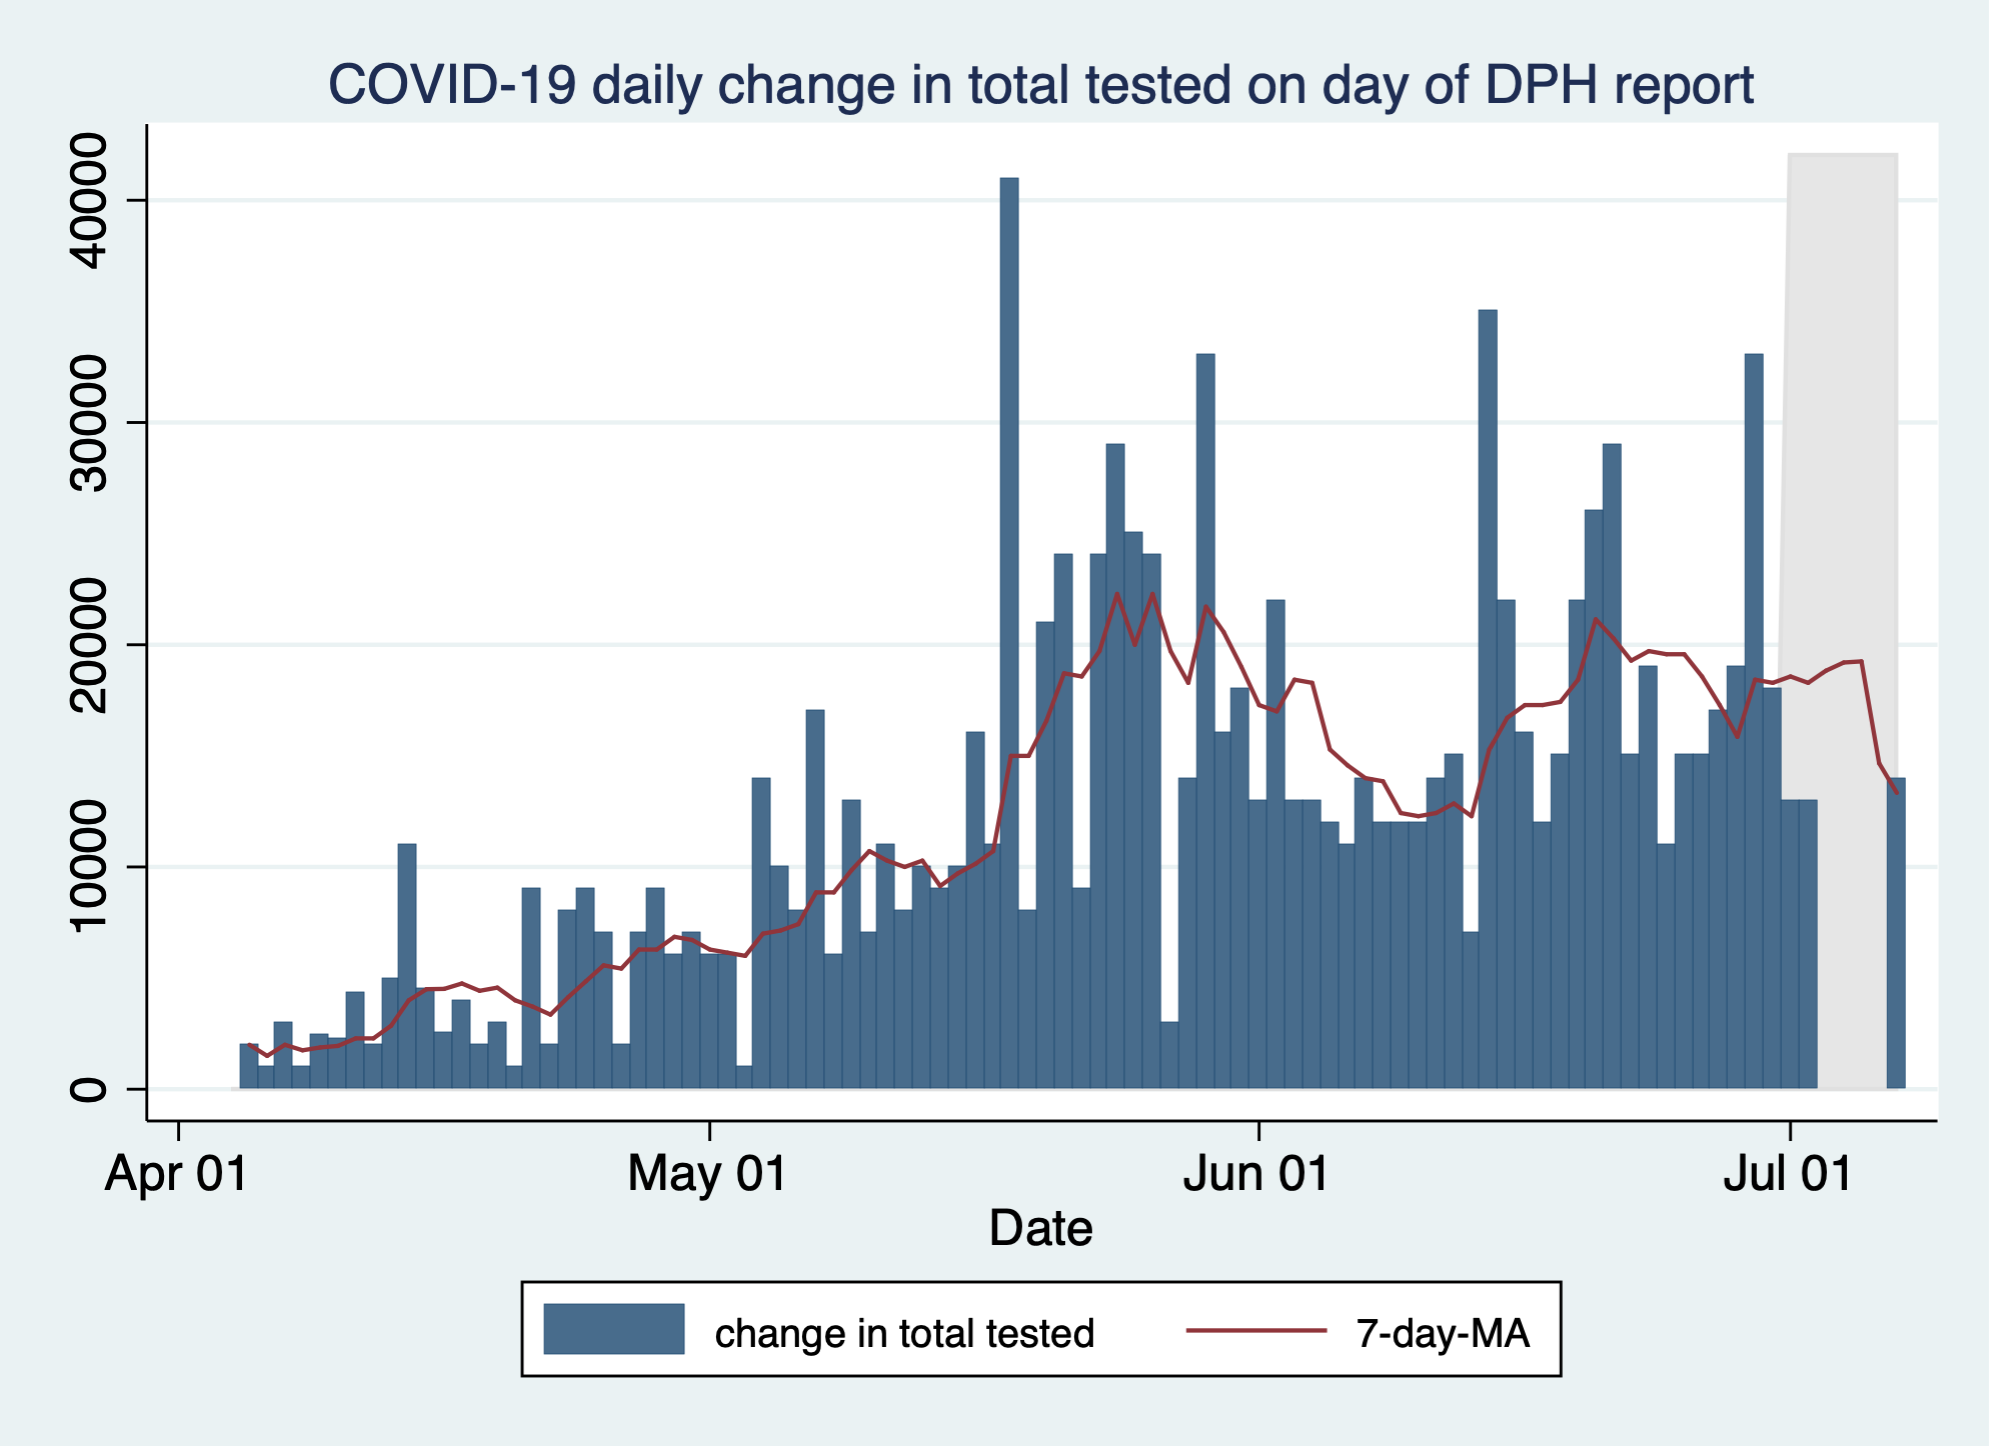 COVID-19 daily change in total tested on day of DPH report
40000
30000
20000
10000
0
Apr 01 May 01 Jun 01 Jul 01
Date
change in total tested 7-day-MA